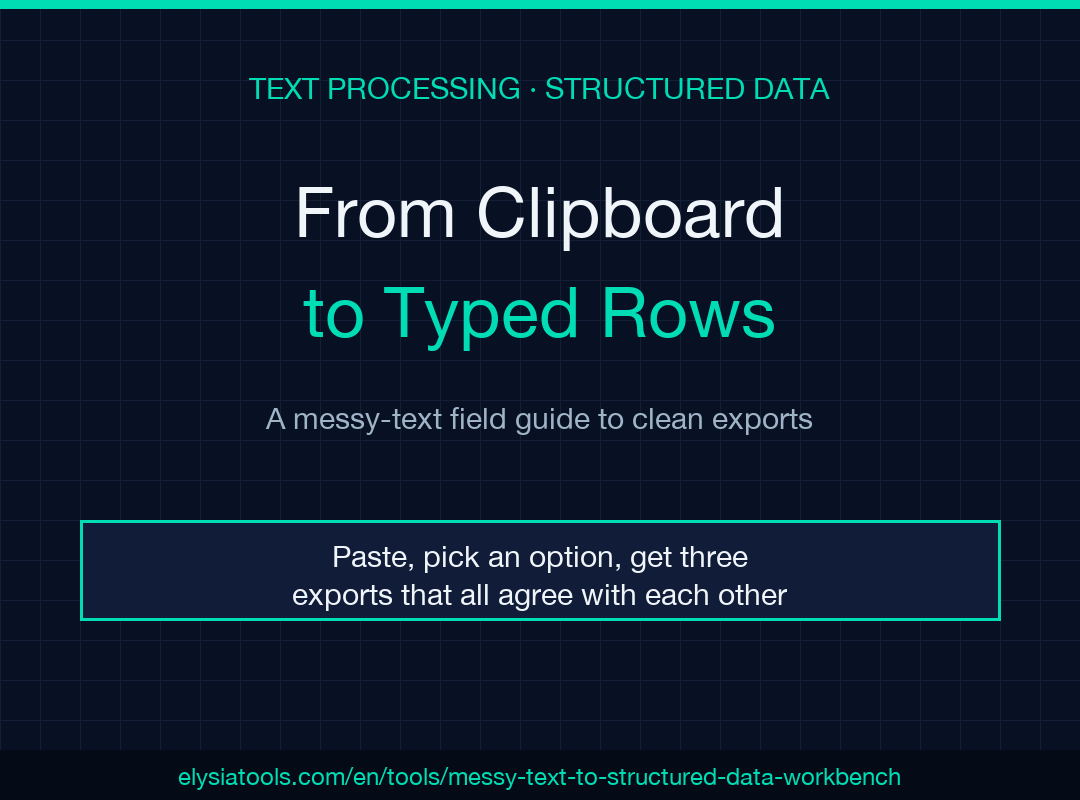 TEXT PROCESSING · STRUCTURED DATA
From Clipboard
to Typed Rows
A messy-text field guide to clean exports
Paste, pick an option, get three
exports that all agree with each other
elysiatools.com/en/tools/messy-text-to-structured-data-workbench